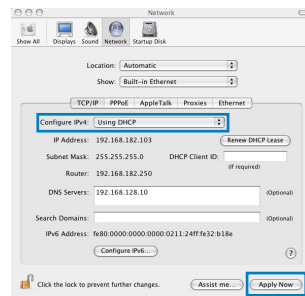 Network
Show All Displays Sound Network Startup Disk
Location: Automatic
Show: Built-in Ethernet
TCP/IP PPPoE AppleTalk Proxies Ethernet
Configure IPv4: Using DHCP
IP Address: 192.168.182.103 Renew DHCP Lease
Subnet Mask: 255.255.255.0 DHCP Client ID:
(If required)
Router: 192.168.182.250
DNS Servers: 192.168.128.10 (Optional)
Search Domains: (Optional)
IPv6 Address: fe80:0000:0000:0000:0211:24ff:fe32:b18e
Configure IPv6... ?
Click the lock to prevent further changes. Assist me... Apply Now